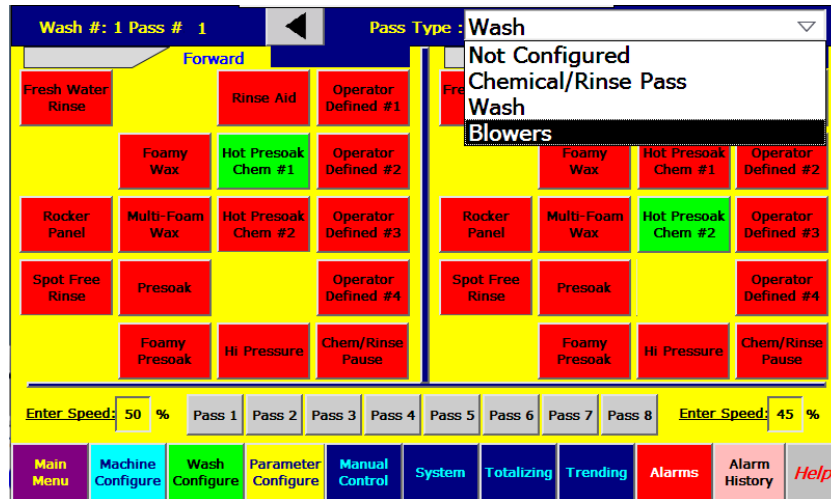 Wash #: 1 Pass # 1
Pass Type :
Wash
Not Configured
Chemical/Rinse Pass
Wash
Blowers
Forward
Fresh Water
Rinse
Rinse Aid
Operator
Defined #1
Fre
Foamy
Wax
Hot Presoak
Chem #1
Operator
Defined #2
Foamy
Wax
Hot Presoak
Chem #1
Operator
Defined #2
Rocker
Panel
Multi-Foam
Wax
Hot Presoak
Chem #2
Operator
Defined #3
Rocker
Panel
Multi-Foam
Wax
Hot Presoak
Chem #2
Operator
Defined #3
Spot Free
Rinse
Presoak
Operator
Defined #4
Spot Free
Rinse
Presoak
Operator
Defined #4
Foamy
Presoak
Hi Pressure
Chem/Rinse
Pause
Foamy
Presoak
Hi Pressure
Chem/Rinse
Pause
Enter Speed: 50 %
Pass 1
Pass 2
Pass 3
Pass 4
Pass 5
Pass 6
Pass 7
Pass 8
Enter Speed: 45 %
Main
Menu
Machine
Configure
Wash
Configure
Parameter
Configure
Manual
Control
System
Totalizing
Trending
Alarms
Alarm
History
Help